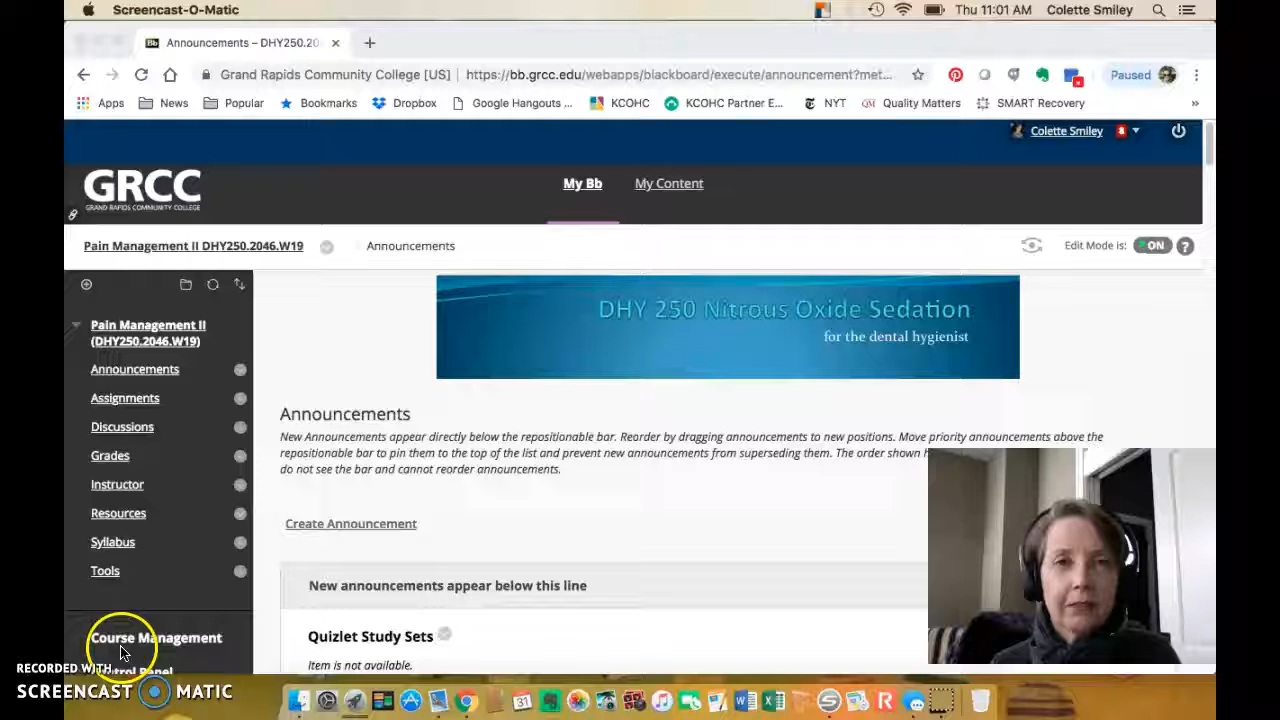 Screencast-O-Matic
Thu 11:01 AM Colette Smiley
Bb Announcements – DHY250.20
Grand Rapids Community College [US] https://bb.grcc.edu/webapps/blackboard/execute/announcement?met... Paused
Apps News Popular Bookmarks Dropbox Google Hangouts ... KCOHC KCOHC Partner E... NYT QM Quality Matters SMART Recovery »
Colette Smiley 8
GRCC
GRAND RAPIDS COMMUNITY COLLEGE
My Bb My Content
Pain Management II DHY250.2046.W19 Announcements Edit Mode is: ON ?
DHY 250 Nitrous Oxide Sedation
for the dental hygienist
Pain Management II
(DHY250.2046.W19)
Announcements
Assignments
Discussions
Grades
Instructor
Resources
Syllabus
Tools
Course Management
Control Panel
Announcements
New Announcements appear directly below the repositionable bar. Reorder by dragging announcements to new positions. Move priority announcements above the
repositionable bar to pin them to the top of the list and prevent new announcements from superseding them. The order shown
do not see the bar and cannot reorder announcements.
Create Announcement
New announcements appear below this line
Quizlet Study Sets
Item is not available.
RECORDED WITH
SCREENCAST MATIC
31